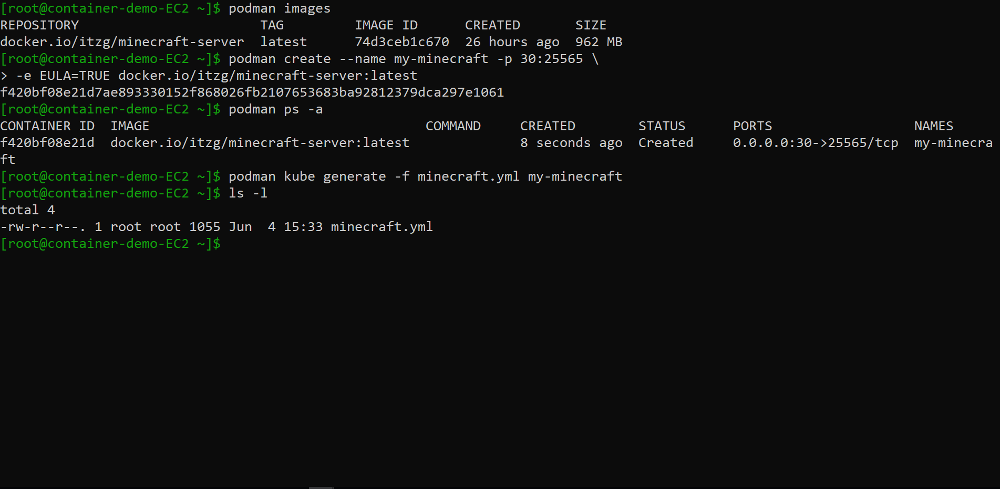 [root@container-demo-EC2 ~]$ podman images
REPOSITORY                       TAG         IMAGE ID      CREATED       SIZE
docker.io/itzg/minecraft-server  latest      74d3ceb1c670  26 hours ago  962 MB
[root@container-demo-EC2 ~]$ podman create --name my-minecraft -p 30:25565 \
> -e EULA=TRUE docker.io/itzg/minecraft-server:latest
f420bf08e21d7ae893330152f868026fb2107653683ba92812379dca297e1061
[root@container-demo-EC2 ~]$ podman ps -a
CONTAINER ID  IMAGE                                   COMMAND     CREATED        STATUS      PORTS                  NAMES
f420bf08e21d  docker.io/itzg/minecraft-server:latest              8 seconds ago  Created     0.0.0.0:30->25565/tcp  my-minecra
ft
[root@container-demo-EC2 ~]$ podman kube generate -f minecraft.yml my-minecraft
[root@container-demo-EC2 ~]$ ls -l
total 4
-rw-r--r--. 1 root root 1055 Jun  4 15:33 minecraft.yml
[root@container-demo-EC2 ~]$